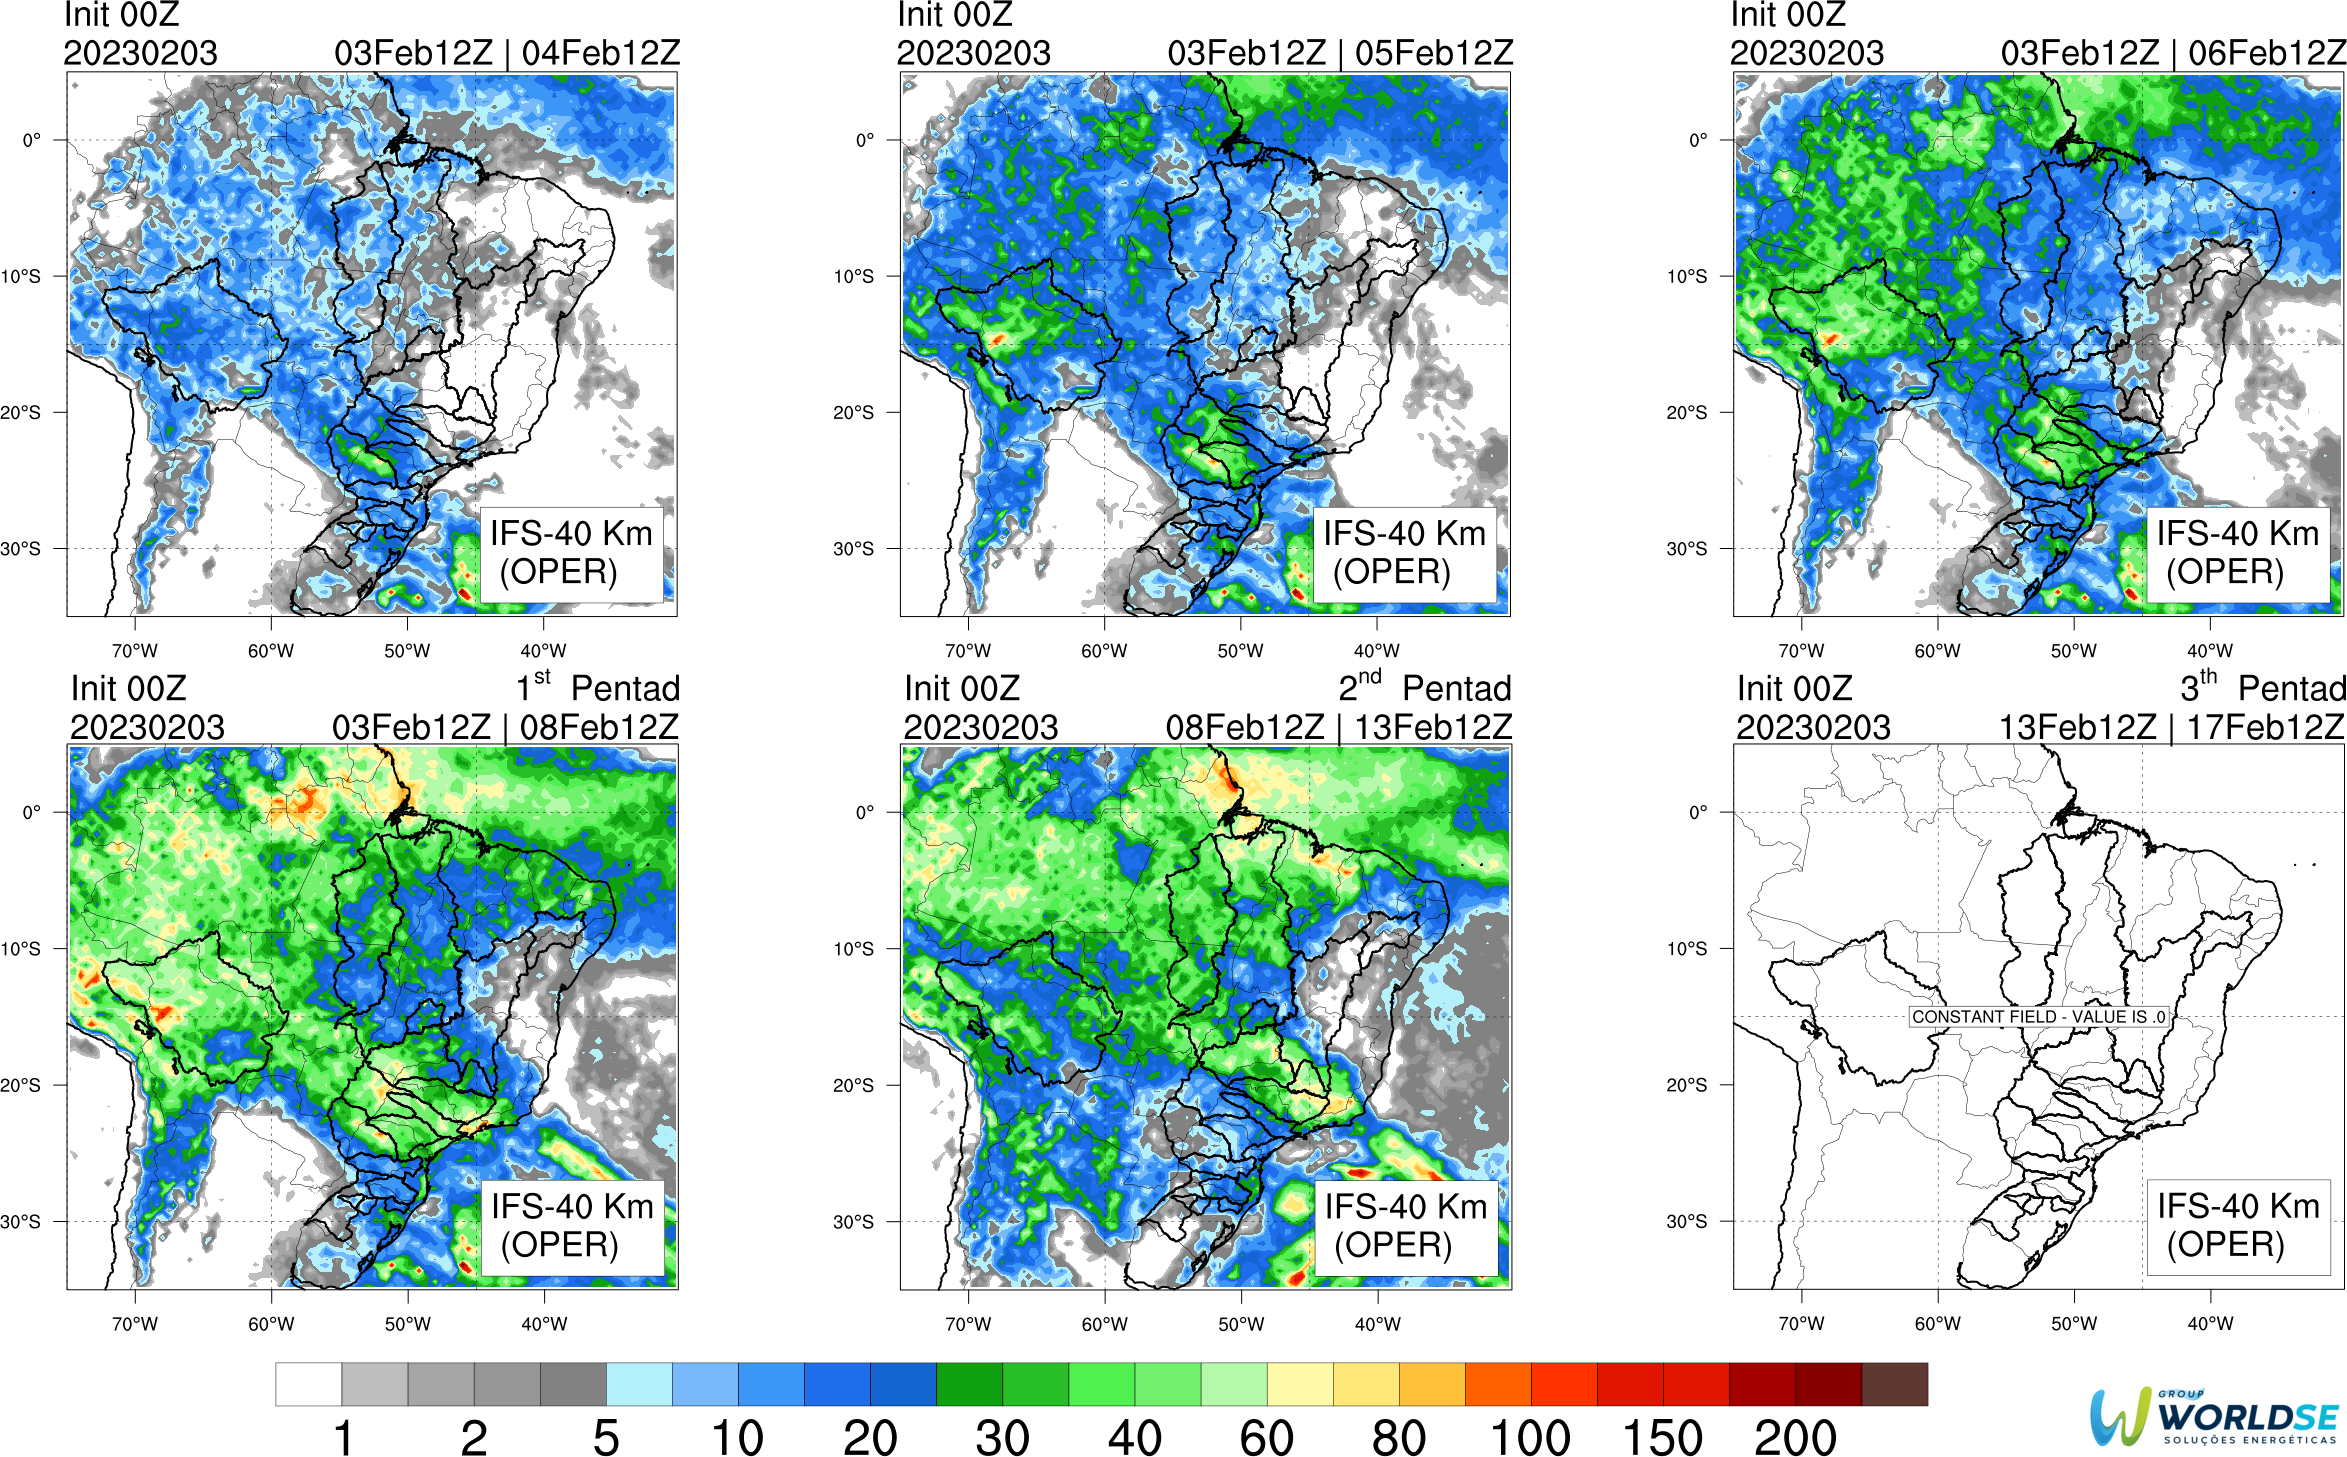 Init 00Z
20230203 03Feb12Z | 04Feb12Z
Init 00Z
20230203 03Feb12Z | 05Feb12Z
Init 00Z
20230203 03Feb12Z | 06Feb12Z
0°
10°S
20°S
30°S
70°W 60°W 50°W 40°W
IFS-40 Km
(OPER)
0°
10°S
20°S
30°S
70°W 60°W 50°W 40°W
IFS-40 Km
(OPER)
0°
10°S
20°S
30°S
70°W 60°W 50°W 40°W
IFS-40 Km
(OPER)
Init 00Z 1st Pentad
20230203 03Feb12Z | 08Feb12Z
Init 00Z 2nd Pentad
20230203 08Feb12Z | 13Feb12Z
Init 00Z 3th Pentad
20230203 13Feb12Z | 17Feb12Z
0°
10°S
20°S
30°S
70°W 60°W 50°W 40°W
IFS-40 Km
(OPER)
0°
10°S
20°S
30°S
70°W 60°W 50°W 40°W
IFS-40 Km
(OPER)
0°
10°S
20°S
30°S
70°W 60°W 50°W 40°W
CONSTANT FIELD - VALUE IS .0
IFS-40 Km
(OPER)
1 2 5 10 20 30 40 60 80 100 150 200
GROUP
WORLDSE
SOLUÇÕES ENERGÉTICAS